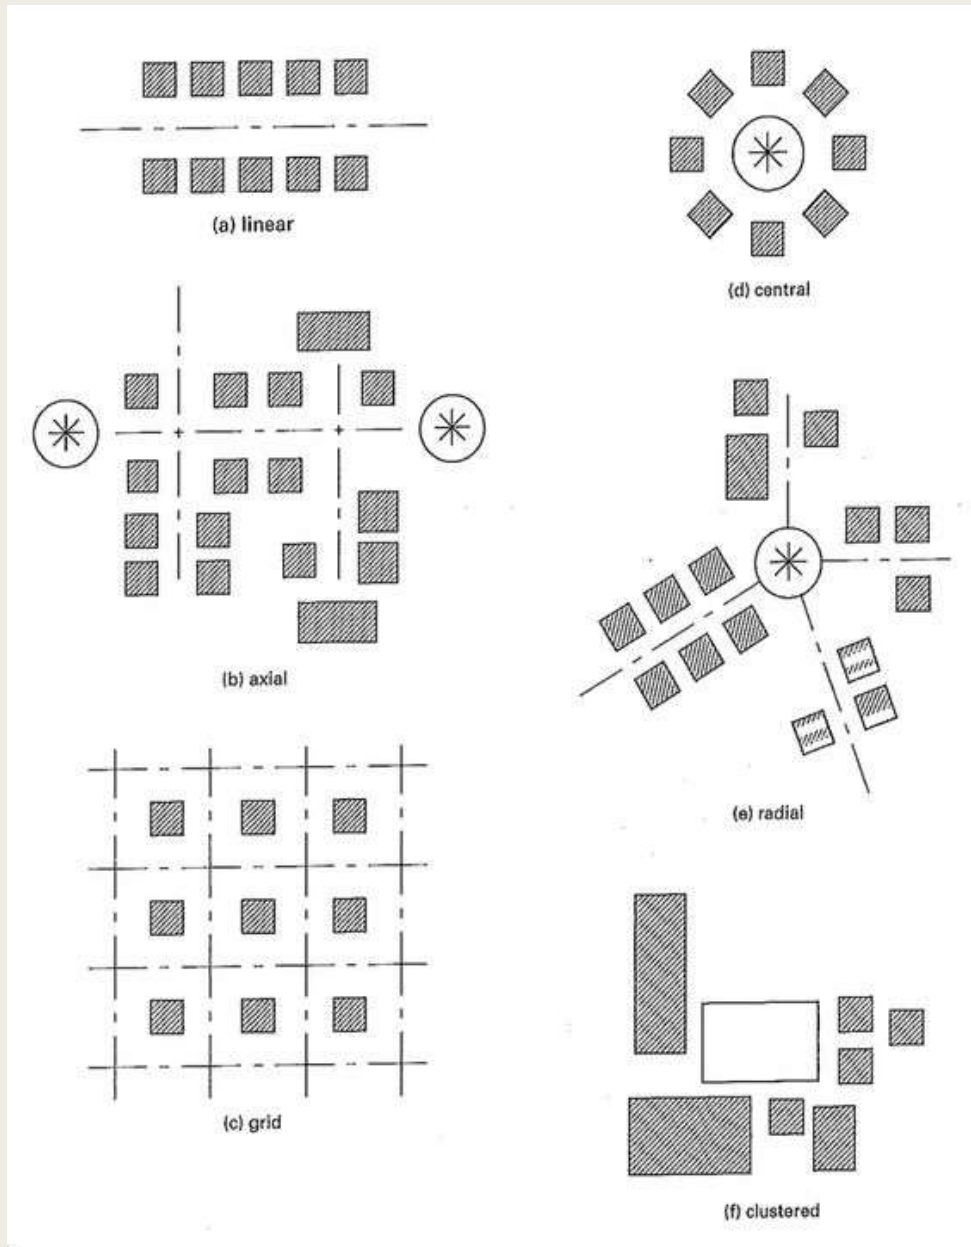 (a) linear
(b) axial
(c) grid
(d) central
(e) radial
(f) clustered